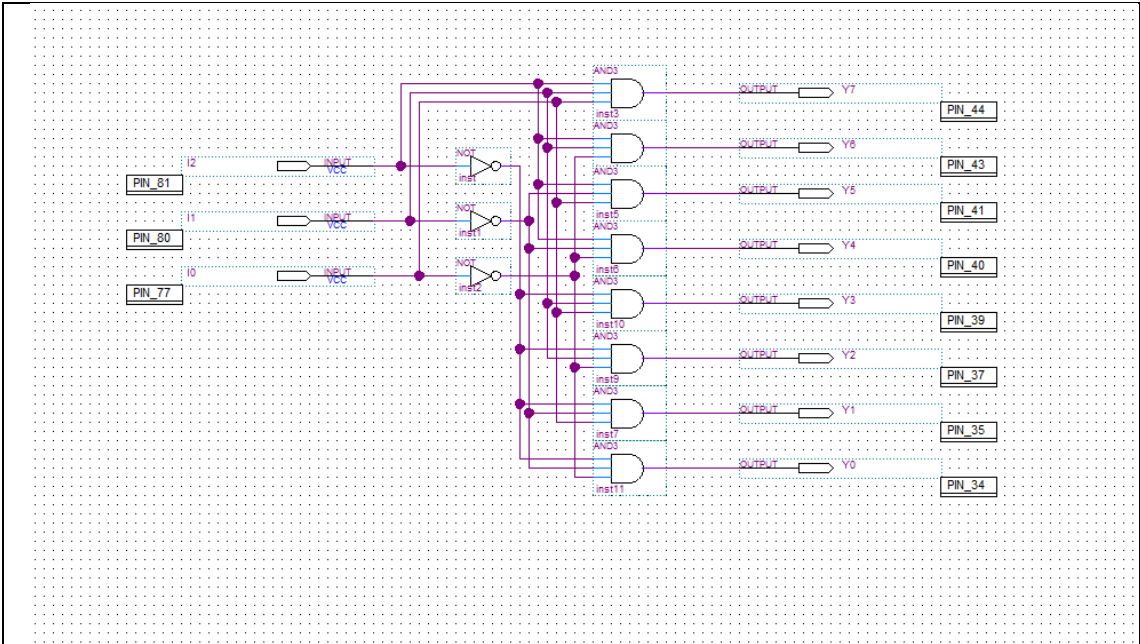 AND3
OUTPUT Y7
PIN_44
inst3
AND3
OUTPUT Y6
PIN_43
NOT
I2 INPUT
VCC
inst
PIN_81
AND3
OUTPUT Y5
PIN_41
inst5
NOT
I1 INPUT
VCC
inst1
PIN_80
AND3
OUTPUT Y4
PIN_40
inst6
NOT
I0 INPUT
VCC
inst2
PIN_77
AND3
OUTPUT Y3
PIN_39
inst10
AND3
OUTPUT Y2
PIN_37
inst9
AND3
OUTPUT Y1
PIN_35
inst7
AND3
OUTPUT Y0
PIN_34
inst11